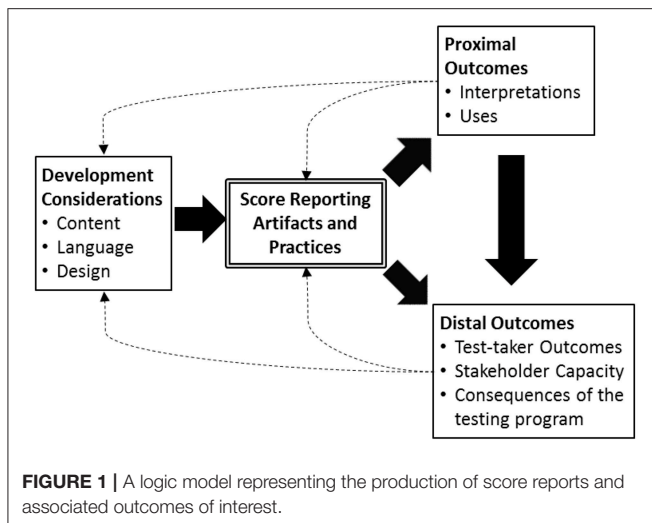 Proximal
Outcomes
• Interpretations
• Uses
Development
Considerations
• Content
• Language
• Design
Score Reporting
Artifacts and
Practices
Distal Outcomes
• Test-taker Outcomes
• Stakeholder Capacity
• Consequences of the
testing program
FIGURE 1 | A logic model representing the production of score reports and
associated outcomes of interest.